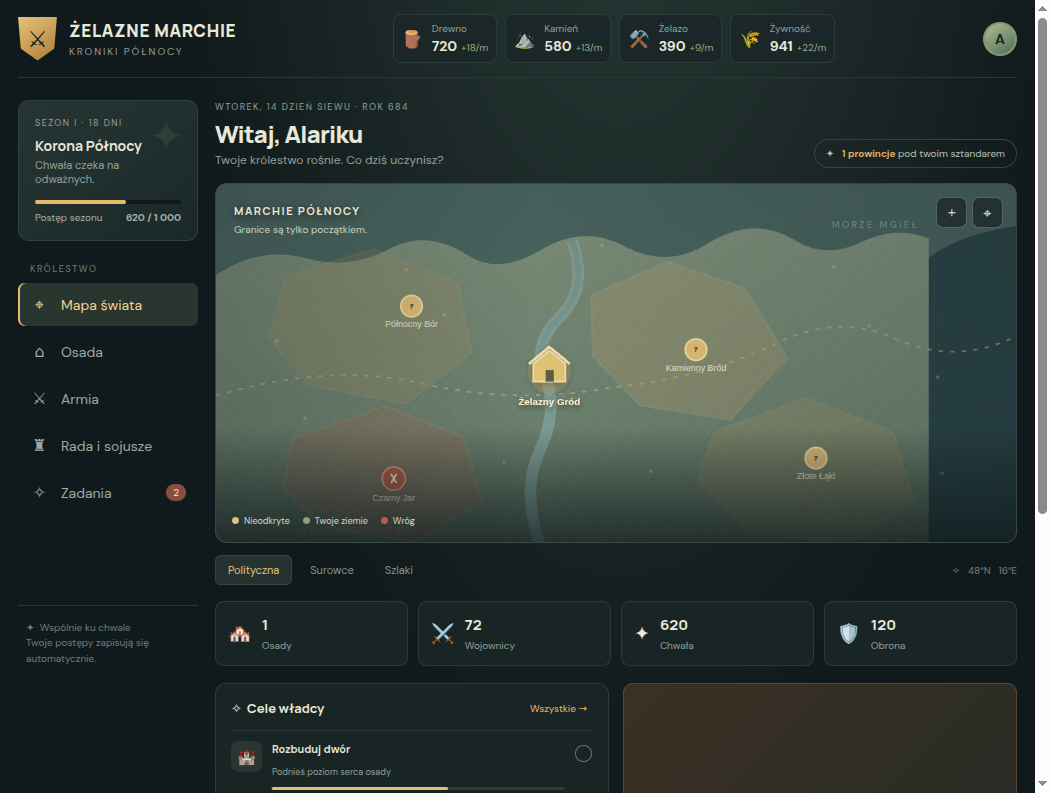 ŻELAZNE MARCHIE
KRONIKI PÓŁNOCY
Drewno
720 +18/m
Kamień
580 +13/m
Żelazo
390 +9/m
Żywność
941 +22/m
A
SEZON I · 18 DNI
Korona Północy
Chwała czeka na
odważnych.
Postęp sezonu 620 / 1 000
KRÓLESTWO
Mapa świata
Osada
Armia
Rada i sojusze
Zadania 2
Wspólnie ku chwale
Twoje postępy zapisują się
automatycznie.
WTOREK, 14 DZIEŃ SIEWU · ROK 684
Witaj, Alariku
Twoje królestwo rośnie. Co dziś uczynisz?
1 prowincje pod twoim sztandarem
MARCHIE PÓŁNOCY
Granice są tylko początkiem.
MORZE MGIEŁ
+
?
Północny Bór
?
Kamienny Bród
Żelazny Gród
?
Złote Łąki
X
Czarny Jar
Nieodkryte Twoje ziemie Wróg
Polityczna Surowce Szlaki
48°N 16°E
1
Osady
72
Wojownicy
620
Chwała
120
Obrona
Cele władcy
Wszystkie →
Rozbuduj dwór
Podnieś poziom serca osady